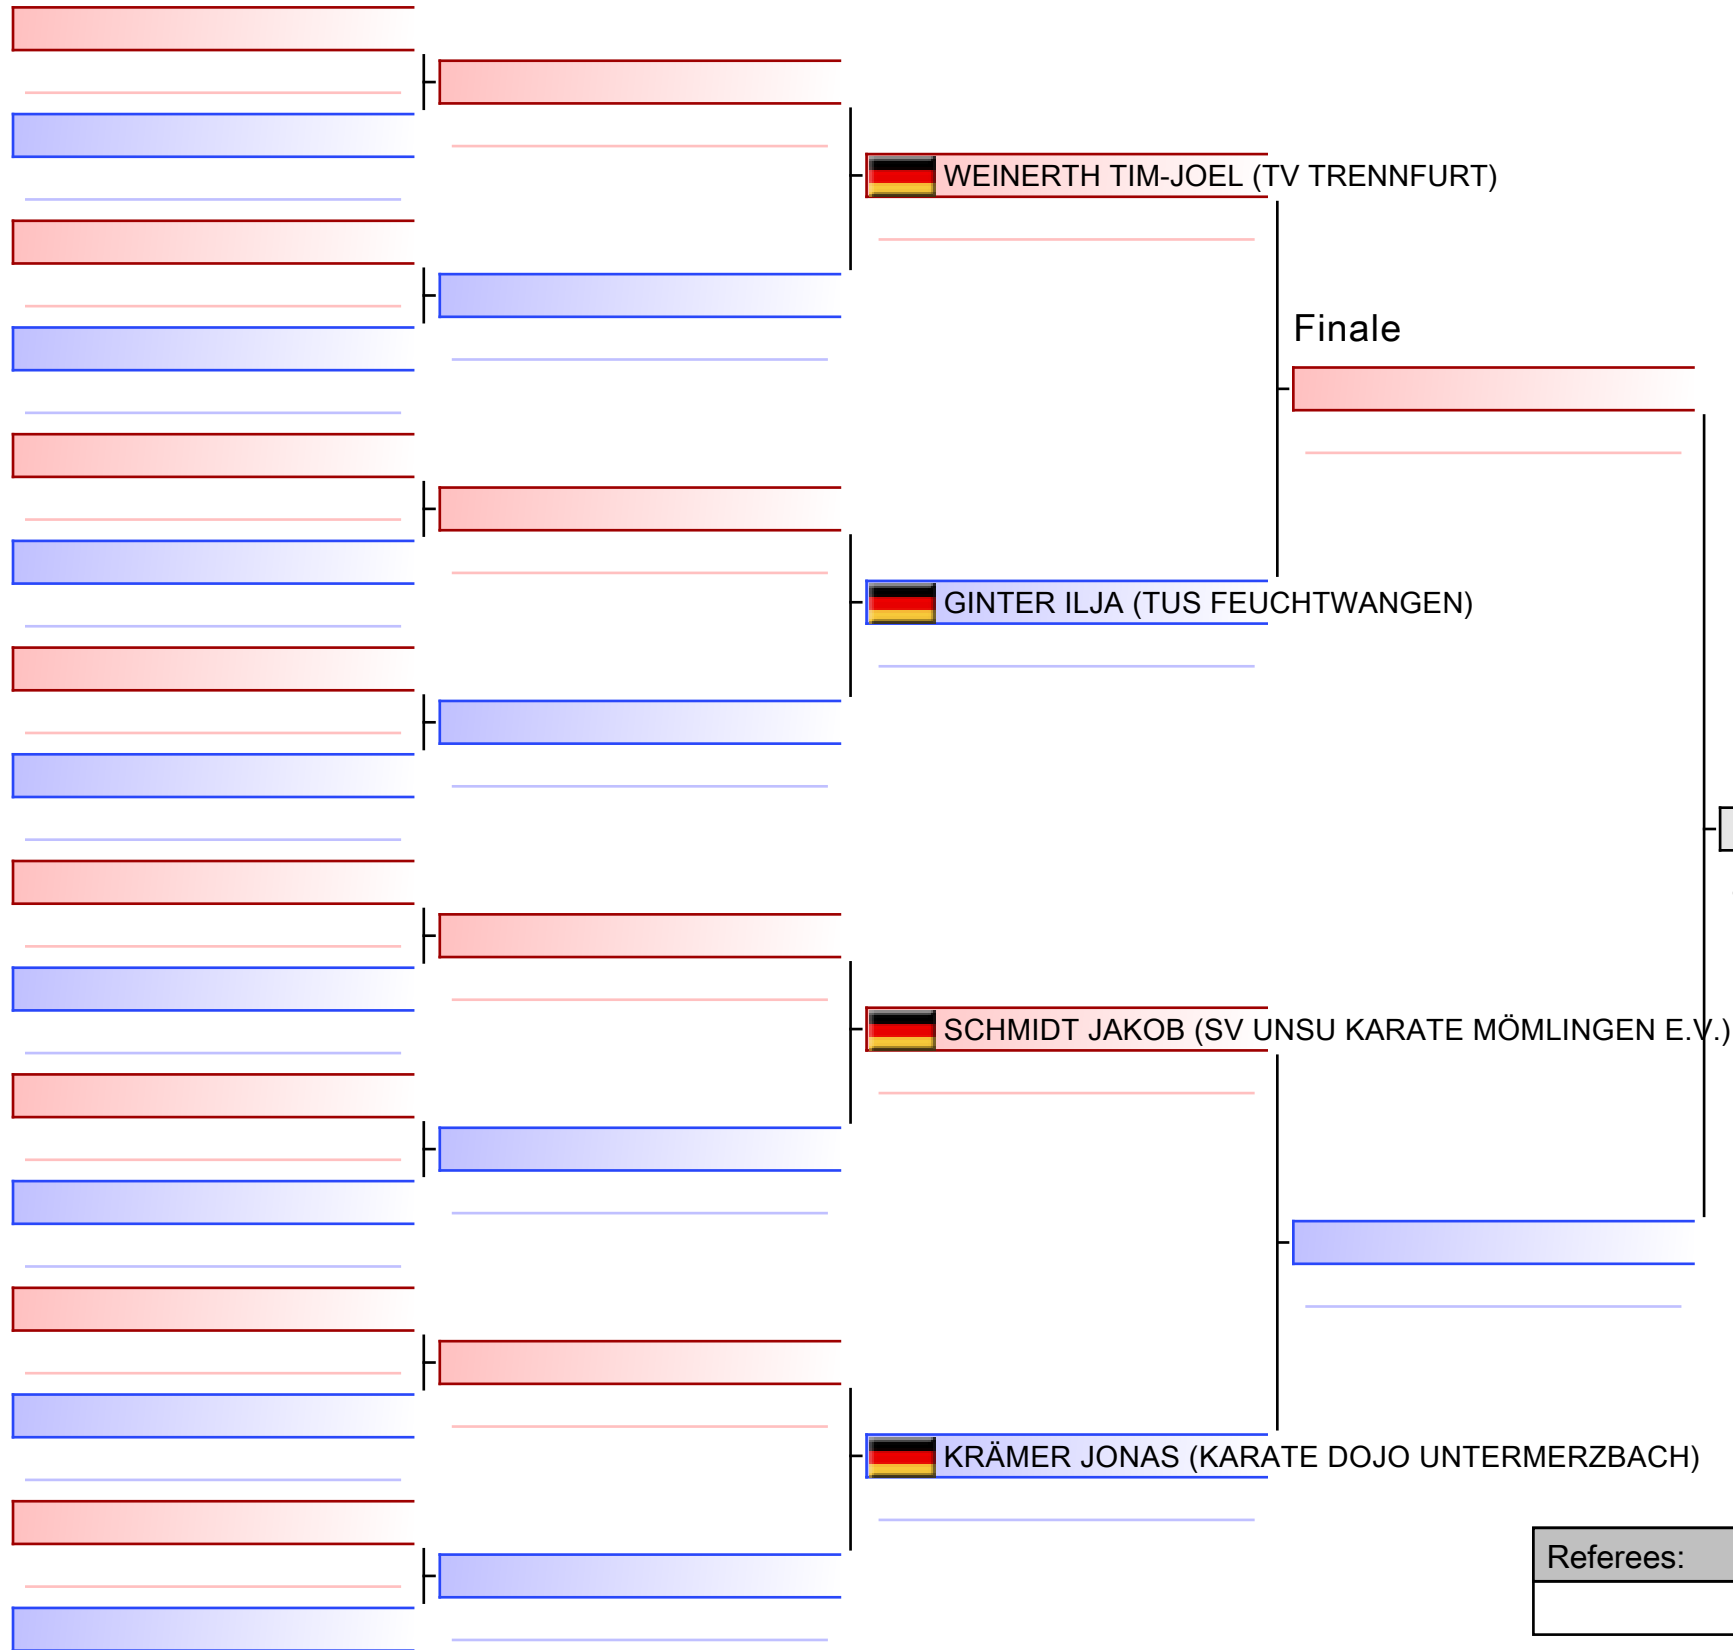 WEINERTH TIM-JOEL (TV TRENNFURT)
Finale
GINTER ILJA (TUS FEUCHTWANGEN)
SCHMIDT JAKOB (SV UNSU KARATE MÖMLINGEN E.V.)
KRÄMER JONAS (KARATE DOJO UNTERMERZBACH)
Referees: